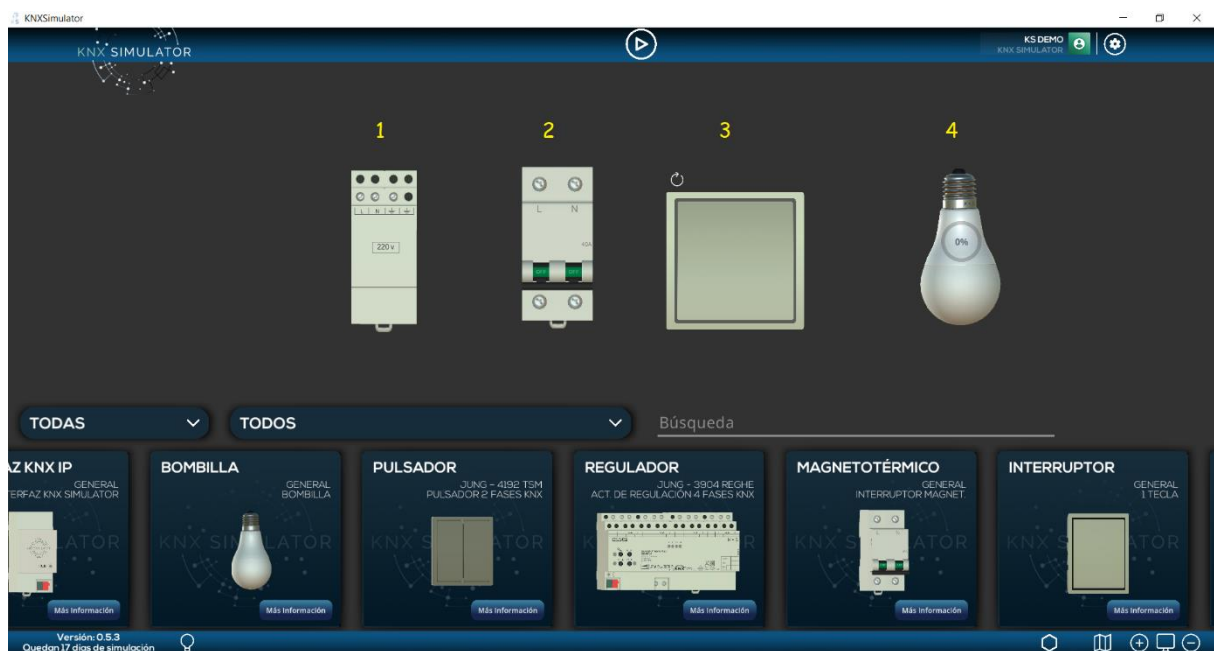 KNXSimulator
KNX SIMULATOR
KS DEMO
KNX SIMULATOR
1
2
3
4
L N
220 v
L N
40A
OFF OFF
0%
TODAS
TODOS
Búsqueda
AZ KNX IP
GENERAL
TERFAZ KNX SIMULATOR
Más Información
BOMBILLA
GENERAL
BOMBILLA
Más Información
PULSADOR
JUNG - 4192 TSM
PULSADOR 2 FASES KNX
Más Información
REGULADOR
JUNG - 3904 REGHE
ACT. DE REGULACIÓN 4 FASES KNX
Más Información
MAGNETOTÉRMICO
GENERAL
INTERRUPTOR MAGNET.
Más Información
INTERRUPTOR
GENERAL
1 TECLA
Más Información
Versión: 0.5.3
Quedan 17 días de simulación